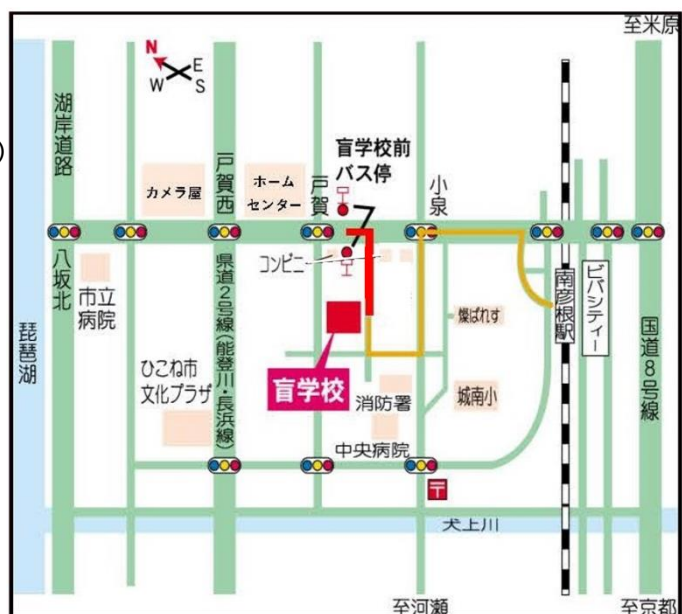 至米原
N
E
W
S
)
湖岸道路
カメラ屋
戸賀西
ホーム
センター
戸賀
盲学校前
バス停
小泉
コンビニ
八坂北
市立
病院
県道2号線(能登川・長浜線)
琵琶湖
ひこね市
文化プラザ
盲学校
消防署
中央病院
燦ぱれす
城南小
南彦根駅
ビバシティー
国道8号線
〒
犬上川
至河瀬
至京都